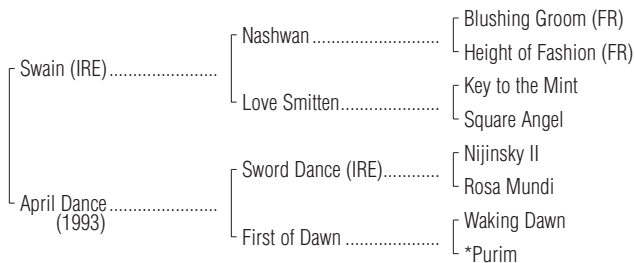 Blushing Groom (FR)
Nashwan ........................................
Height of Fashion (FR)
Swain (IRE) ......................
Key to the Mint
Love Smitten ....................
Square Angel
Nijinsky II
Sword Dance (IRE) ............
Rosa Mundi
April Dance ......................
(1993)
Waking Dawn
First of Dawn ...................
*Purim